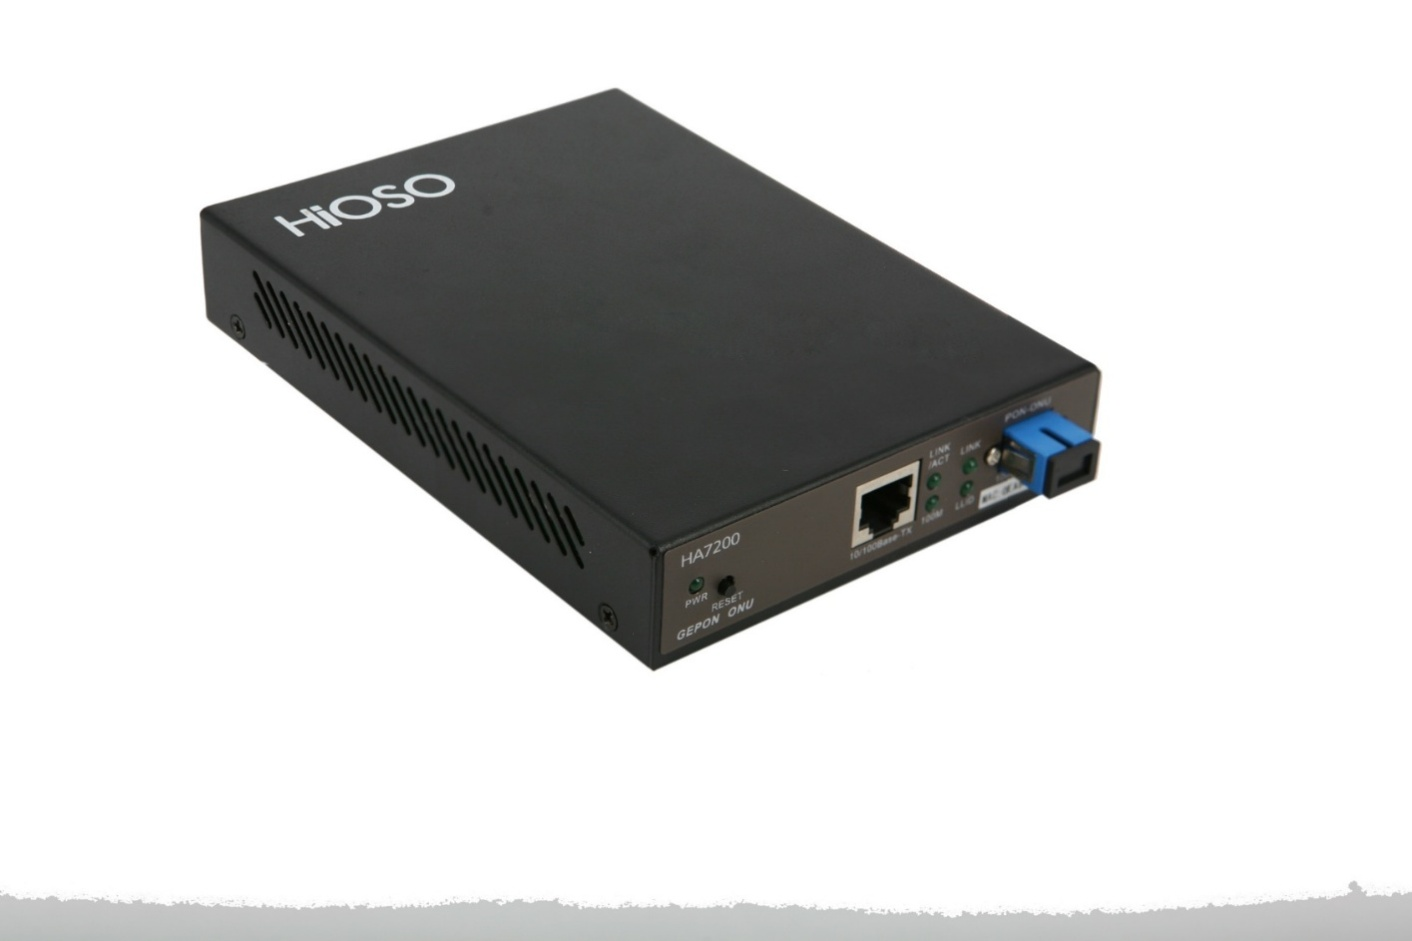 HiOSO
HA7200
PWR
RESET
GEPON ONU
10/100Base-TX
LINK
/ACT
100M
LINK
LLID
PON-ONU